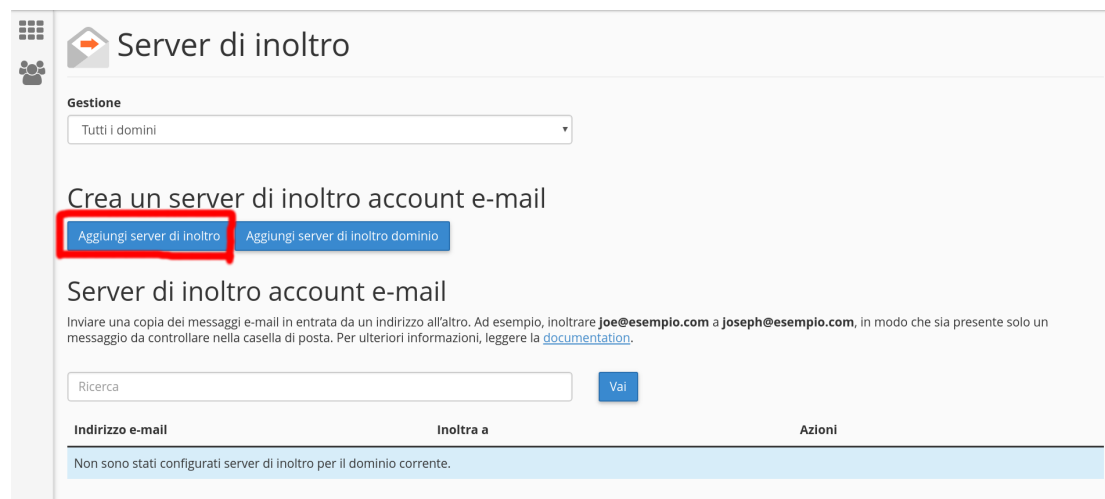 Server di inoltro
Gestione
Tutti i domini
Crea un server di inoltro account e-mail
Aggiungi server di inoltro Aggiungi server di inoltro dominio
Server di inoltro account e-mail
Inviare una copia dei messaggi e-mail in entrata da un indirizzo all’altro. Ad esempio, inoltrare joe@esempio.com a joseph@esempio.com, in modo che sia presente solo un
messaggio da controllare nella casella di posta. Per ulteriori informazioni, leggere la documentation.
Ricerca Vai
Indirizzo e-mail Inoltra a Azioni
Non sono stati configurati server di inoltro per il dominio corrente.